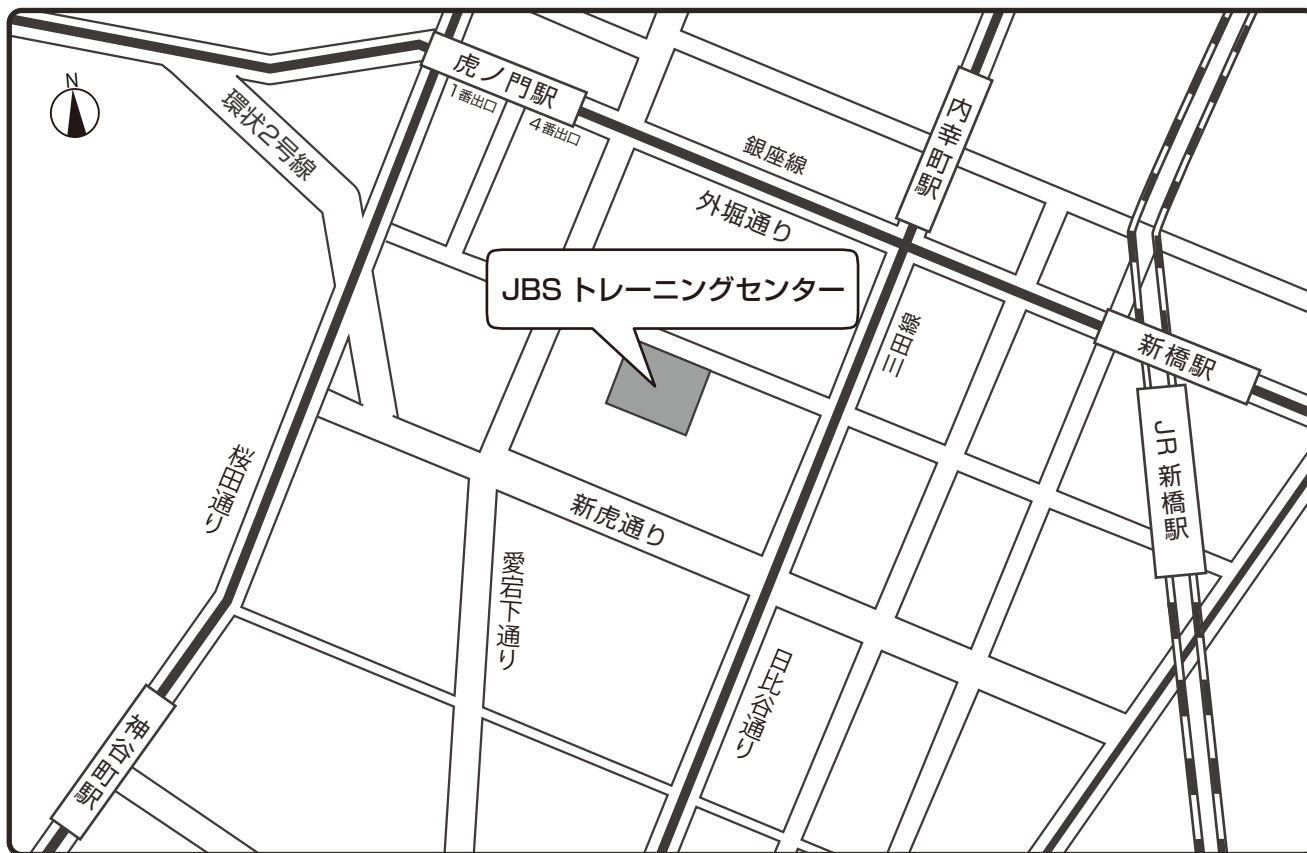 N
環状2号線
虎ノ門駅
1番出口
4番出口
銀座線
外堀通り
内幸町駅
JBS トレーニングセンター
三田線
新橋駅
JR 新橋駅
桜田通り
新虎通り
愛宕下通り
日比谷通り
神谷町駅